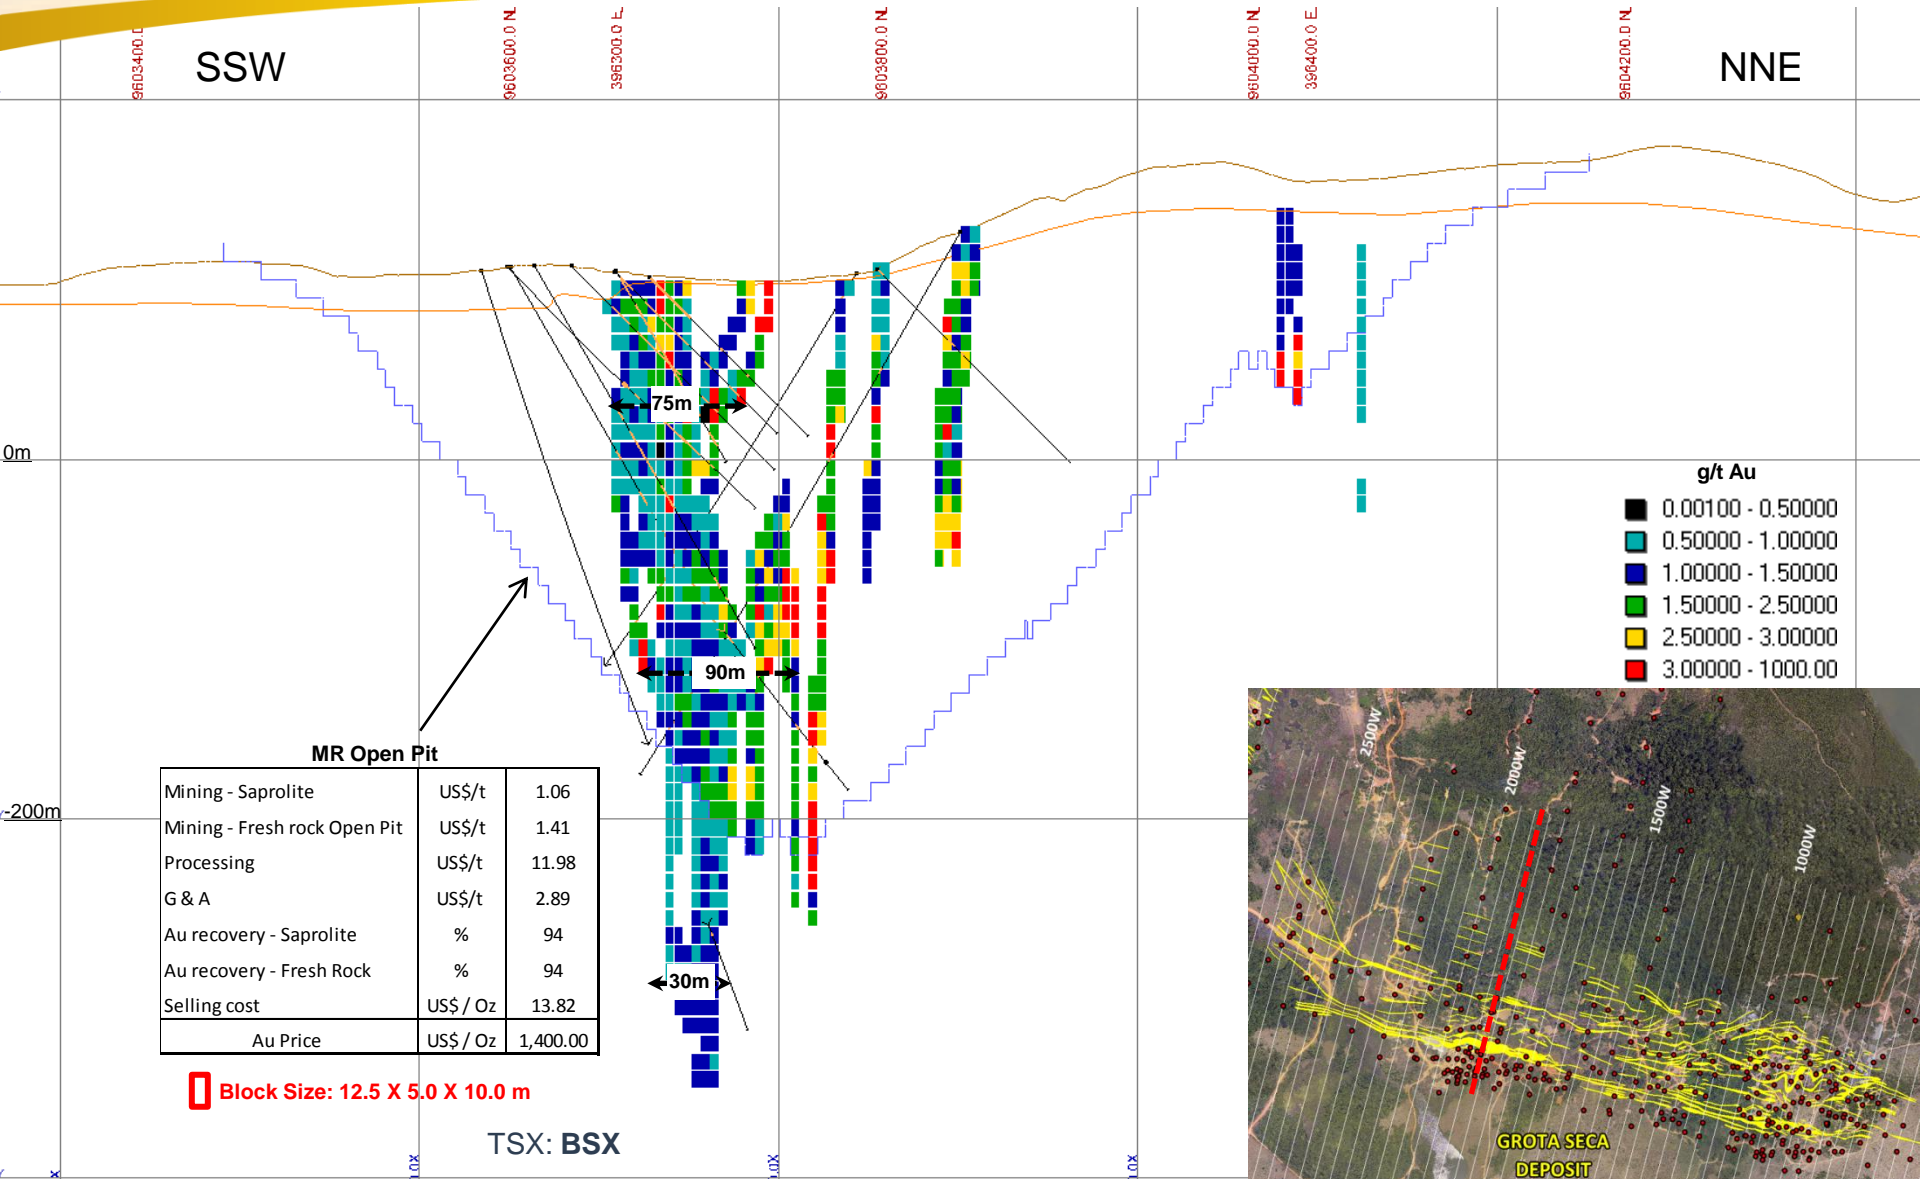 9603400.0
9603600.0 N
396300.0 E
9603800.0 N
9604000.0 N
396400.0 E
9604200.0 N
SSW
NNE
75m
0m
g/t Au
0.00100 - 0.50000
0.50000 - 1.00000
1.00000 - 1.50000
1.50000 - 2.50000
2.50000 - 3.00000
3.00000 - 1000.00
90m
MR Open Pit
Mining - Saprolite US$/t 1.06
Mining - Fresh rock Open Pit US$/t 1.41
Processing US$/t 11.98
G & A US$/t 2.89
Au recovery - Saprolite % 94
Au recovery - Fresh Rock % 94
Selling cost US$ / Oz 13.82
Au Price US$ / Oz 1,400.00
-200m
30m
Block Size: 12.5 X 5.0 X 10.0 m
TSX: BSX
2500W
2000W
1500W
1000W
GROTA SECA
DEPOSIT